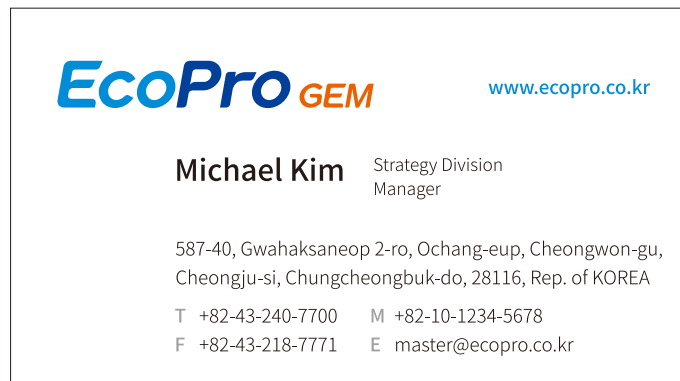 EcoPro GEM
www.ecopro.co.kr
Michael Kim
Strategy Division
Manager
587-40, Gwahaksaneop 2-ro, Ochang-eup, Cheongwon-gu,
Cheongju-si, Chungcheongbuk-do, 28116, Rep. of KOREA
T +82-43-240-7700 M +82-10-1234-5678
F +82-43-218-7771 E master@ecopro.co.kr